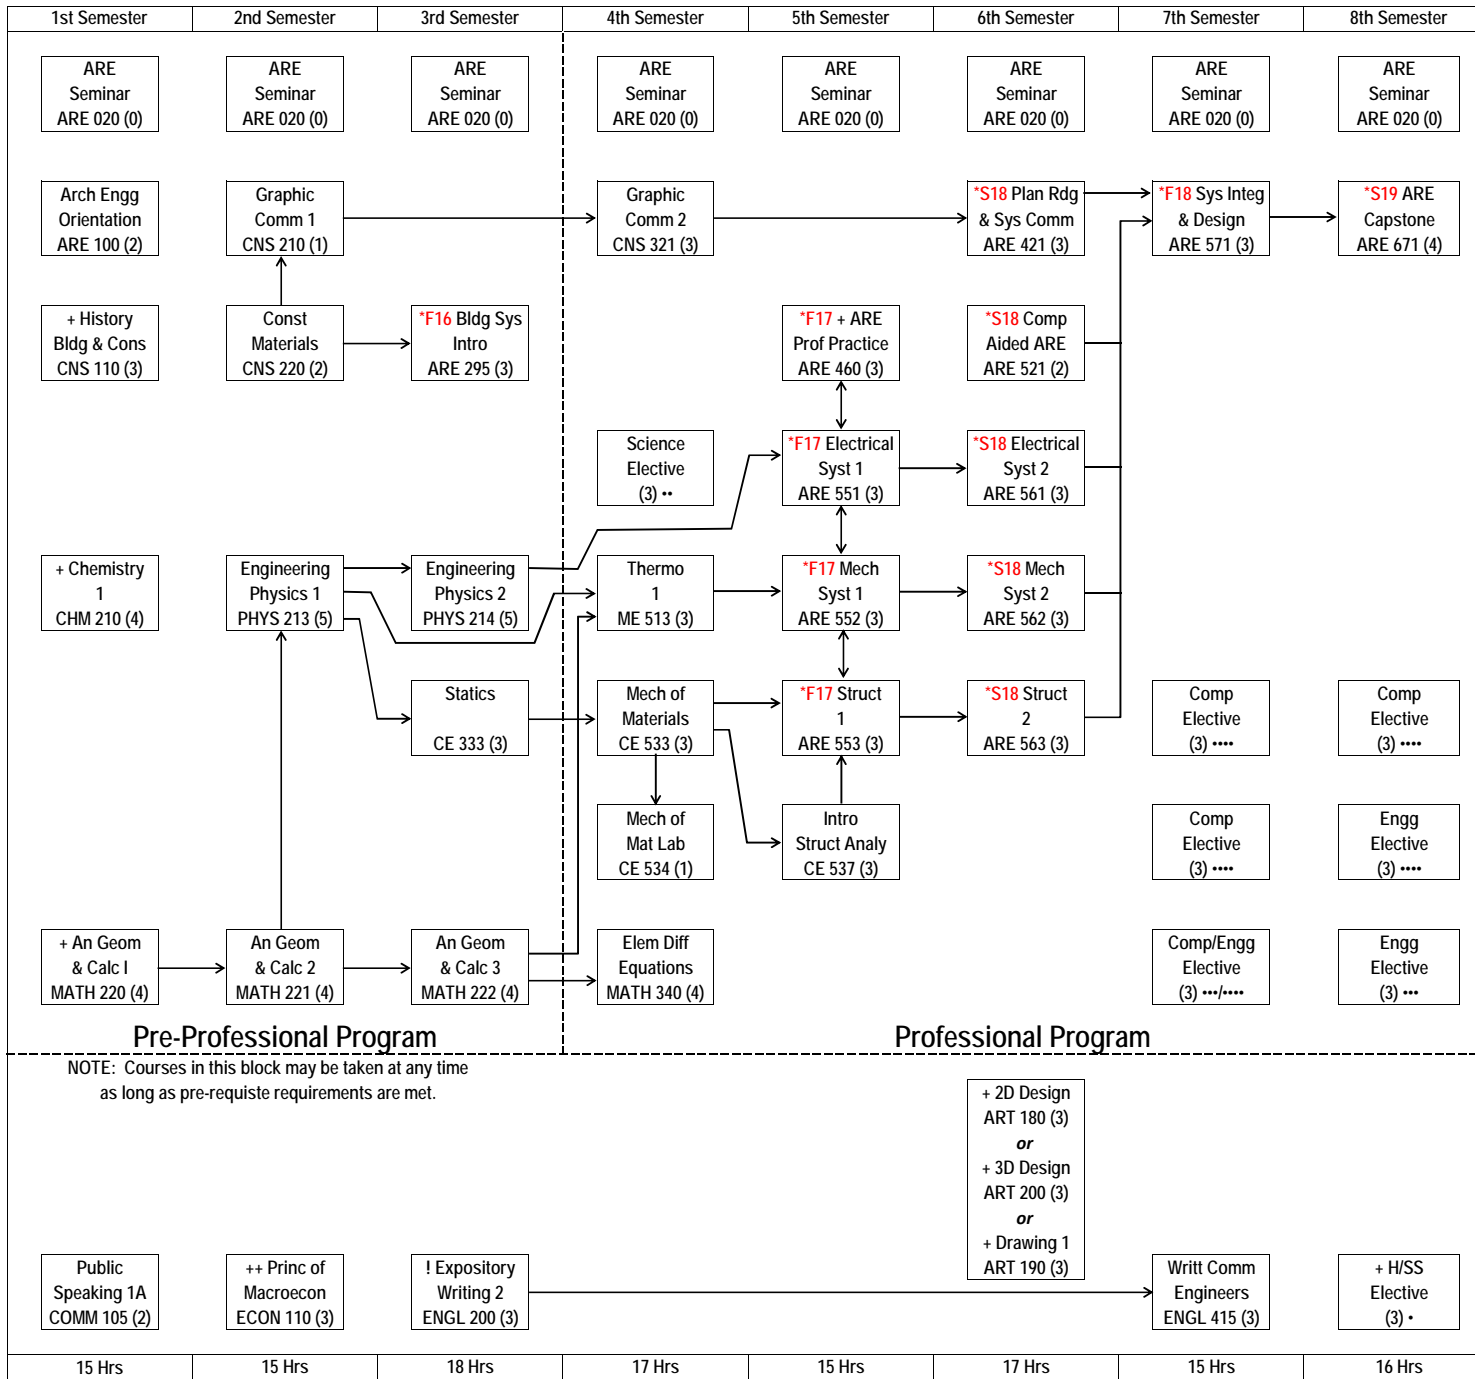 1st Semester
2nd Semester
3rd Semester
4th Semester
5th Semester
6th Semester
7th Semester
8th Semester
ARE
Seminar
ARE 020 (0)
ARE
Seminar
ARE 020 (0)
ARE
Seminar
ARE 020 (0)
ARE
Seminar
ARE 020 (0)
ARE
Seminar
ARE 020 (0)
ARE
Seminar
ARE 020 (0)
ARE
Seminar
ARE 020 (0)
ARE
Seminar
ARE 020 (0)
Arch Engg
Orientation
ARE 100 (2)
Graphic
Comm 1
CNS 210 (1)
Graphic
Comm 2
CNS 321 (3)
*S18 Plan Rdg
& Sys Comm
ARE 421 (3)
*F18 Sys Integ
& Design
ARE 571 (3)
*S19 ARE
Capstone
ARE 671 (4)
+ History
Bldg & Cons
CNS 110 (3)
Const
Materials
CNS 220 (2)
*F16 Bldg Sys
Intro
ARE 295 (3)
*F17 + ARE
Prof Practice
ARE 460 (3)
*S18 Comp
Aided ARE
ARE 521 (2)
Science
Elective
(3) ••
*F17 Electrical
Syst 1
ARE 551 (3)
*S18 Electrical
Syst 2
ARE 561 (3)
+ Chemistry
1
CHM 210 (4)
Engineering
Physics 1
PHYS 213 (5)
Engineering
Physics 2
PHYS 214 (5)
Thermo
1
ME 513 (3)
*F17 Mech
Syst 1
ARE 552 (3)
*S18 Mech
Syst 2
ARE 562 (3)
Statics
CE 333 (3)
Mech of
Materials
CE 533 (3)
*F17 Struct
1
ARE 553 (3)
*S18 Struct
2
ARE 563 (3)
Comp
Elective
(3) ••••
Comp
Elective
(3) ••••
Mech of
Mat Lab
CE 534 (1)
Intro
Struct Analy
CE 537 (3)
Comp
Elective
(3) ••••
Engg
Elective
(3) ••••
+ An Geom
& Calc I
MATH 220 (4)
An Geom
& Calc 2
MATH 221 (4)
An Geom
& Calc 3
MATH 222 (4)
Elem Diff
Equations
MATH 340 (4)
Comp/Engg
Elective
(3) •••/••••
Engg
Elective
(3) •••
Pre-Professional Program
Professional Program
NOTE: Courses in this block may be taken at any time
as long as pre-requiste requirements are met.
+ 2D Design
ART 180 (3)
or
+ 3D Design
ART 200 (3)
or
+ Drawing 1
ART 190 (3)
Public
Speaking 1A
COMM 105 (2)
++ Princ of
Macroecon
ECON 110 (3)
! Expository
Writing 2
ENGL 200 (3)
Writt Comm
Engineers
ENGL 415 (3)
+ H/SS
Elective
(3) •
15 Hrs
15 Hrs
18 Hrs
17 Hrs
15 Hrs
17 Hrs
15 Hrs
16 Hrs